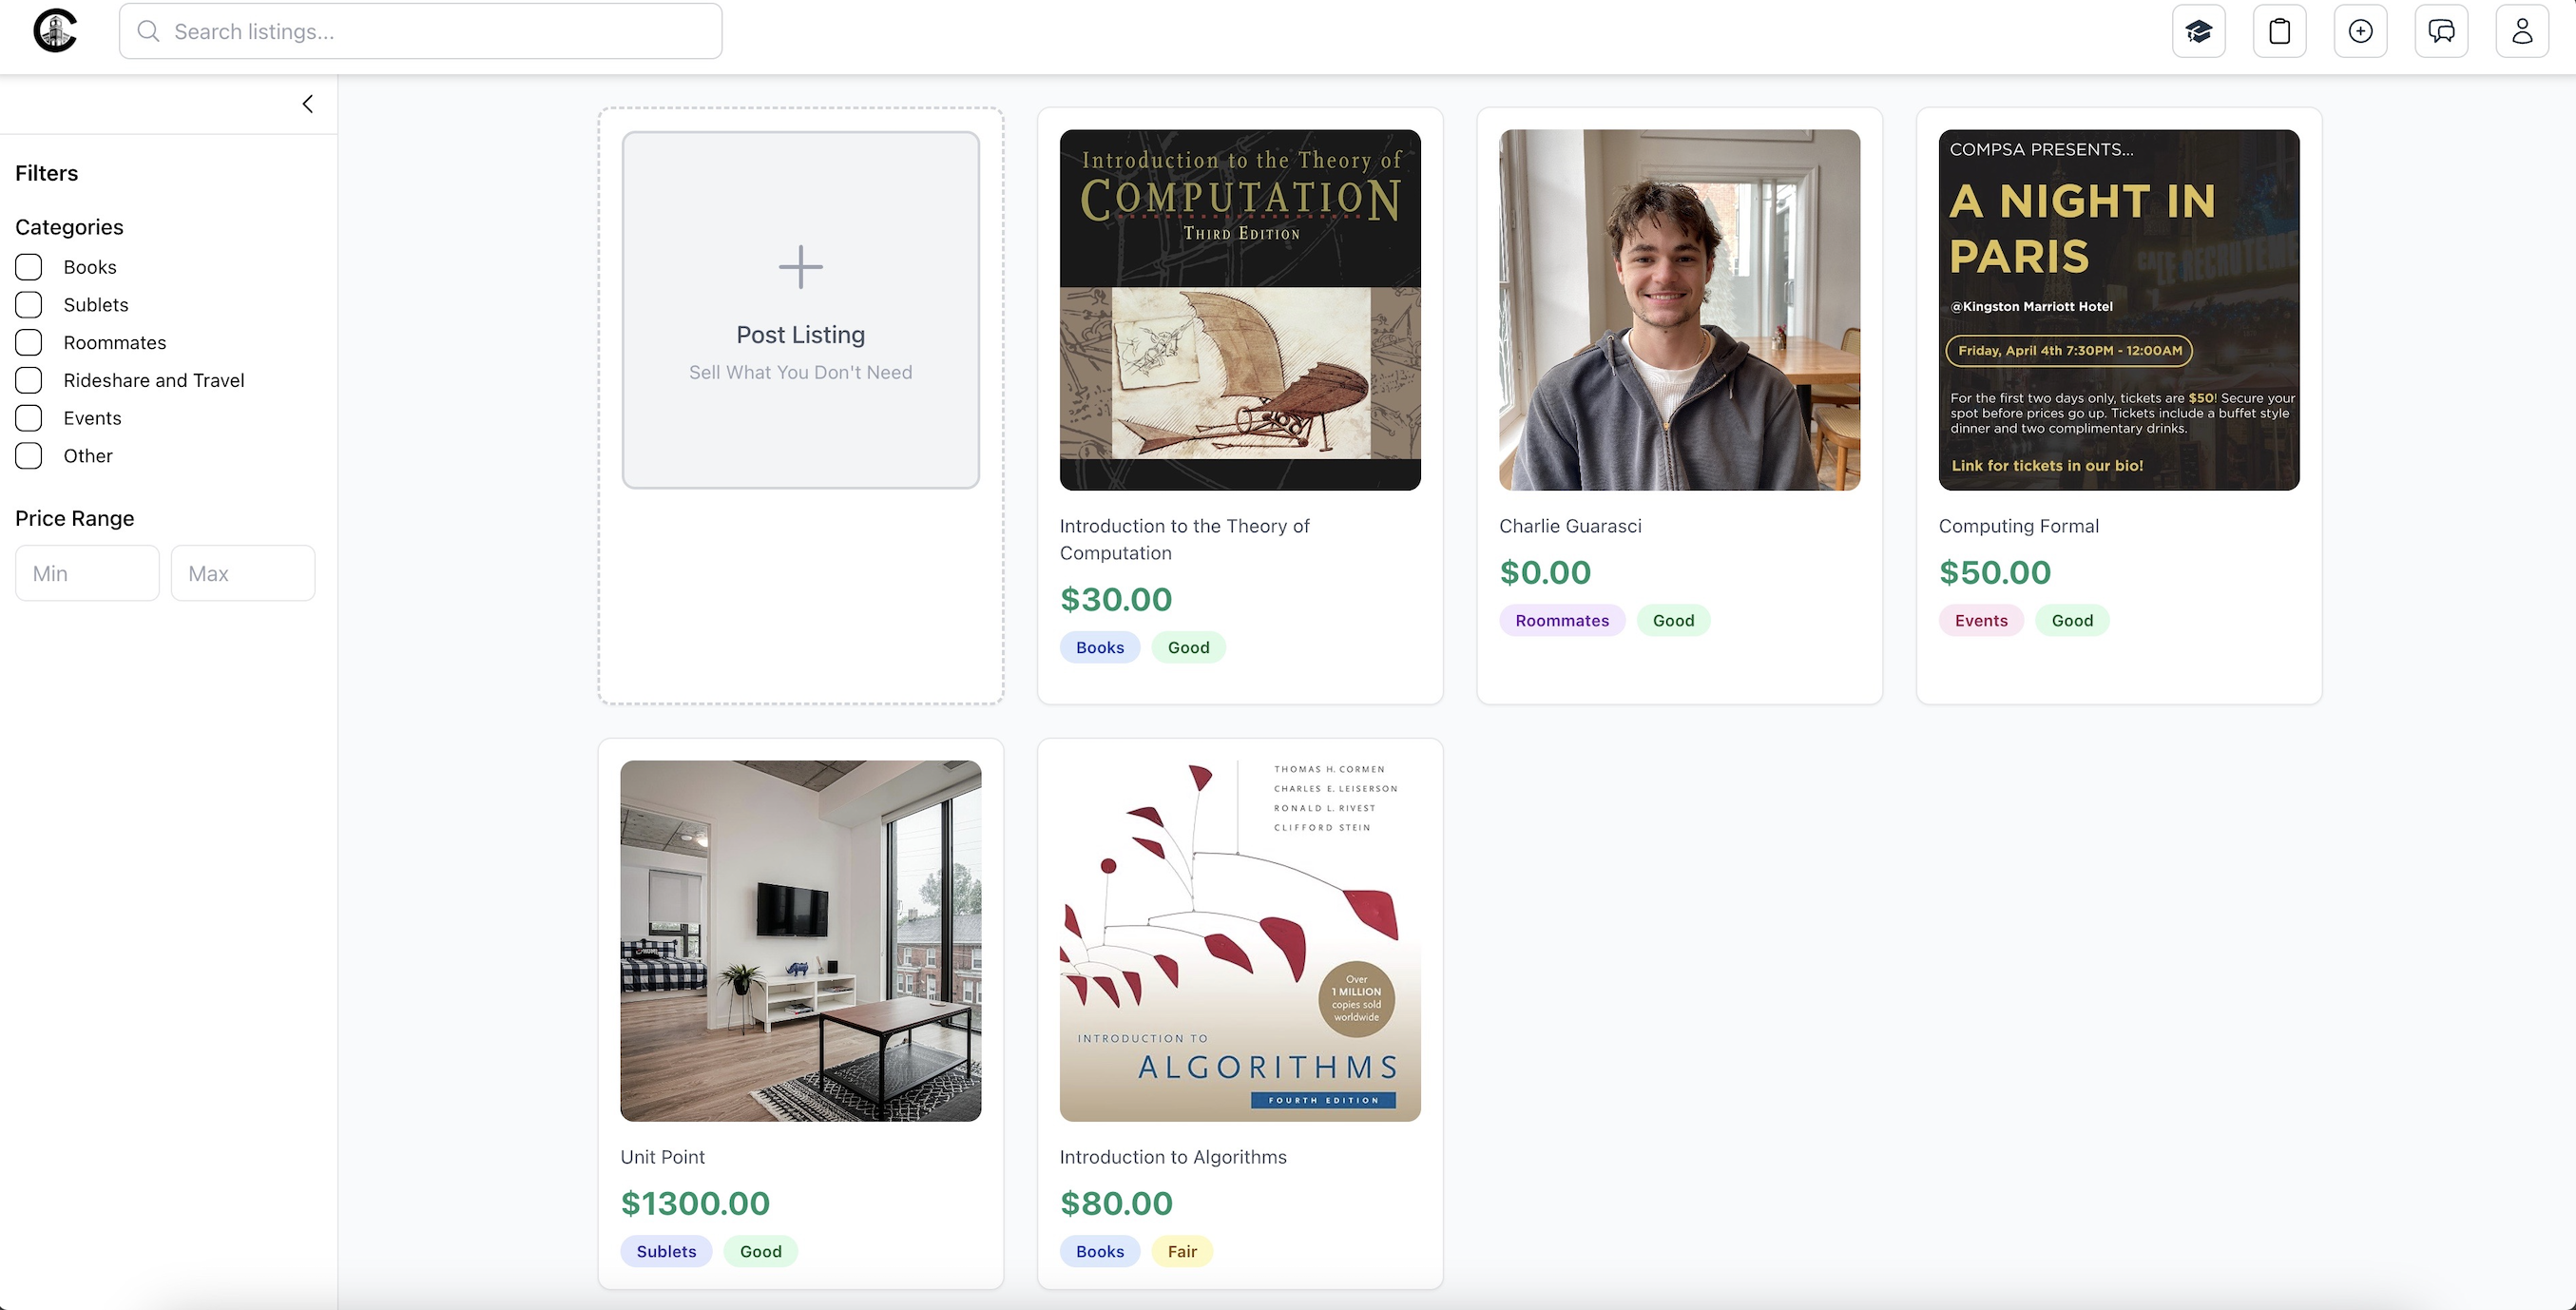 Search listings...
Filters
Categories
Books
Sublets
Roommates
Rideshare and Travel
Events
Other
Price Range
Min Max
Post Listing
Sell What You Don't Need
Introduction to the Theory of
COMPUTATION
THIRD EDITION
Introduction to the Theory of
Computation
$30.00
Books Good
Charlie Guarasci
$0.00
Roommates Good
COMPSA PRESENTS...
A NIGHT IN
PARIS
@Kingston Marriott Hotel
Friday, April 4th 7:30PM - 12:00AM
For the first two days only, tickets are $50! Secure your
spot before prices go up. Tickets include a buffet style
dinner and two complimentary drinks.
Link for tickets in our bio!
Computing Formal
$50.00
Events Good
Unit Point
$1300.00
Sublets Good
THOMAS H. CORMEN
CHARLES E. LEISERSON
RONALD L. RIVEST
CLIFFORD STEIN
Over
1 MILLION
copies sold
worldwide
INTRODUCTION TO
ALGORITHMS
FOURTH EDITION
Introduction to Algorithms
$80.00
Books Fair